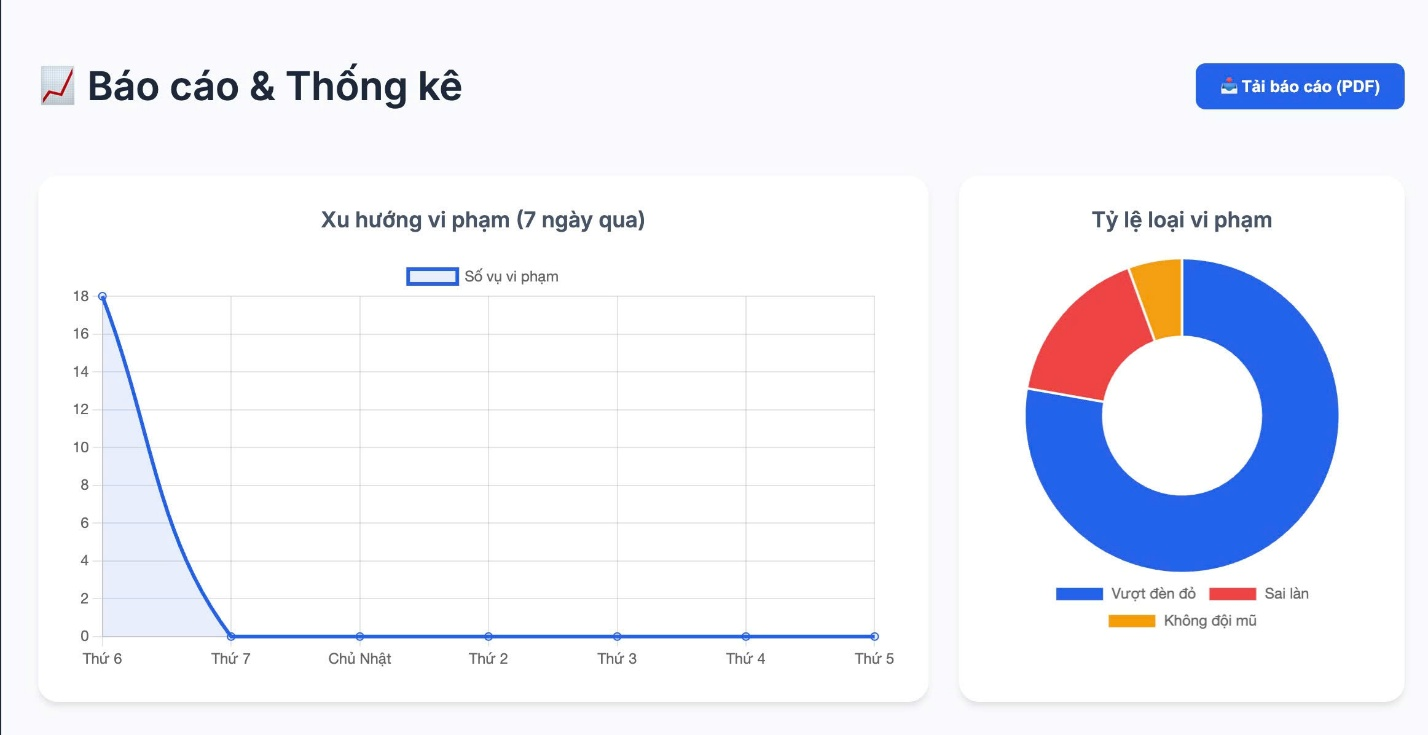 Báo cáo & Thống kê
Tải báo cáo (PDF)
Xu hướng vi phạm (7 ngày qua)
Số vụ vi phạm
18
16
14
12
10
8
6
4
2
0
Thứ 6 Thứ 7 Chủ Nhật Thứ 2 Thứ 3 Thứ 4 Thứ 5
Tỷ lệ loại vi phạm
Vượt đèn đỏ Sai làn
Không đội mũ